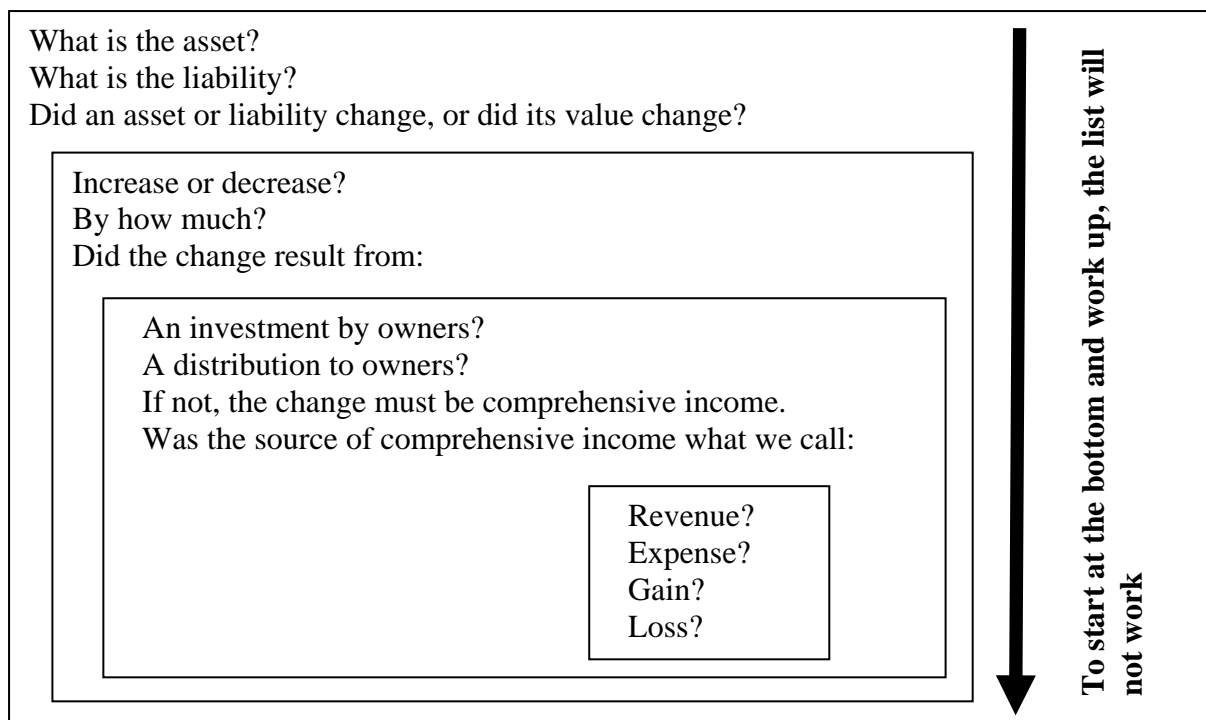 What is the asset?
What is the liability?
Did an asset or liability change, or did its value change?
Increase or decrease?
By how much?
Did the change result from:
An investment by owners?
A distribution to owners?
If not, the change must be comprehensive income.
Was the source of comprehensive income what we call:
Revenue?
Expense?
Gain?
Loss?
To start at the bottom and work up, the list will
not work